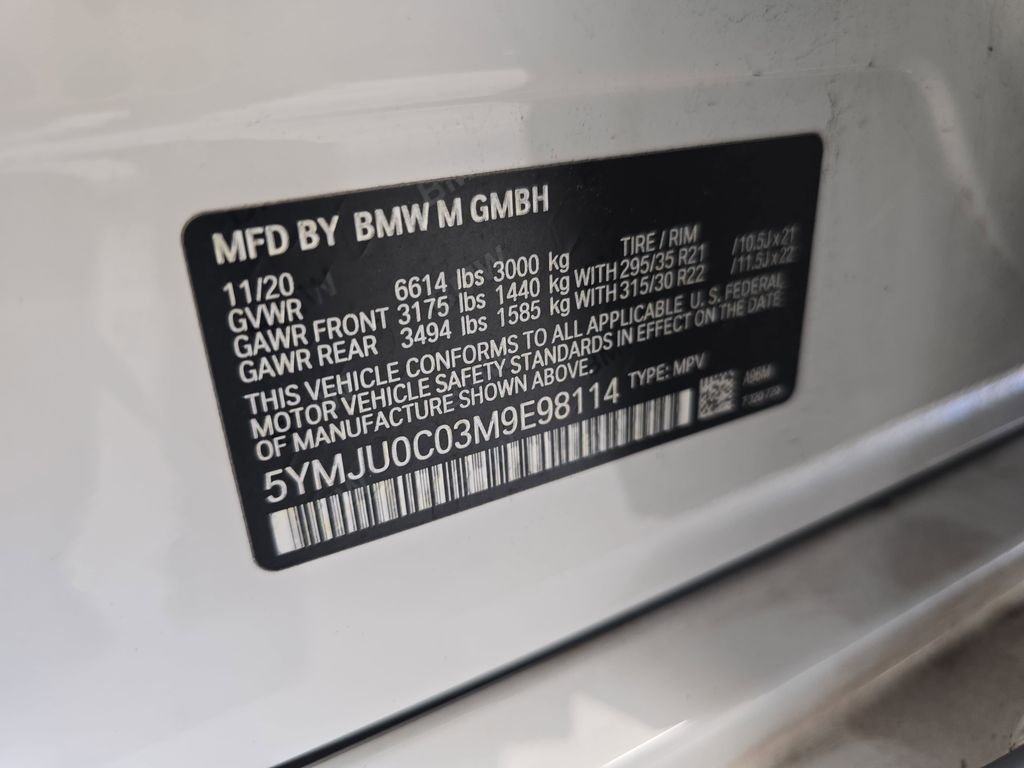 MFD BY BMW M GMBH
11/20 TIRE / RIM
GVWR 6614 lbs 3000 kg
GAWR FRONT 3175 lbs 1440 kg WITH 295/35 R21 /10.5J x 21
GAWR REAR 3494 lbs 1585 kg WITH 315/30 R22 /11.5J x 22
THIS VEHICLE CONFORMS TO ALL APPLICABLE U.S. FEDERAL
MOTOR VEHICLE SAFETY STANDARDS IN EFFECT ON THE DATE
OF MANUFACTURE SHOWN ABOVE.
5YMJU0C03M9E98114 TYPE: MPV
A96M